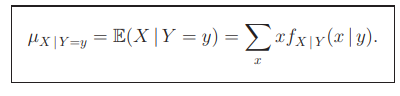 μ_{X|Y=y} = 𝔼(X | Y = y) = ∑_x x f_{X|Y}(x | y).